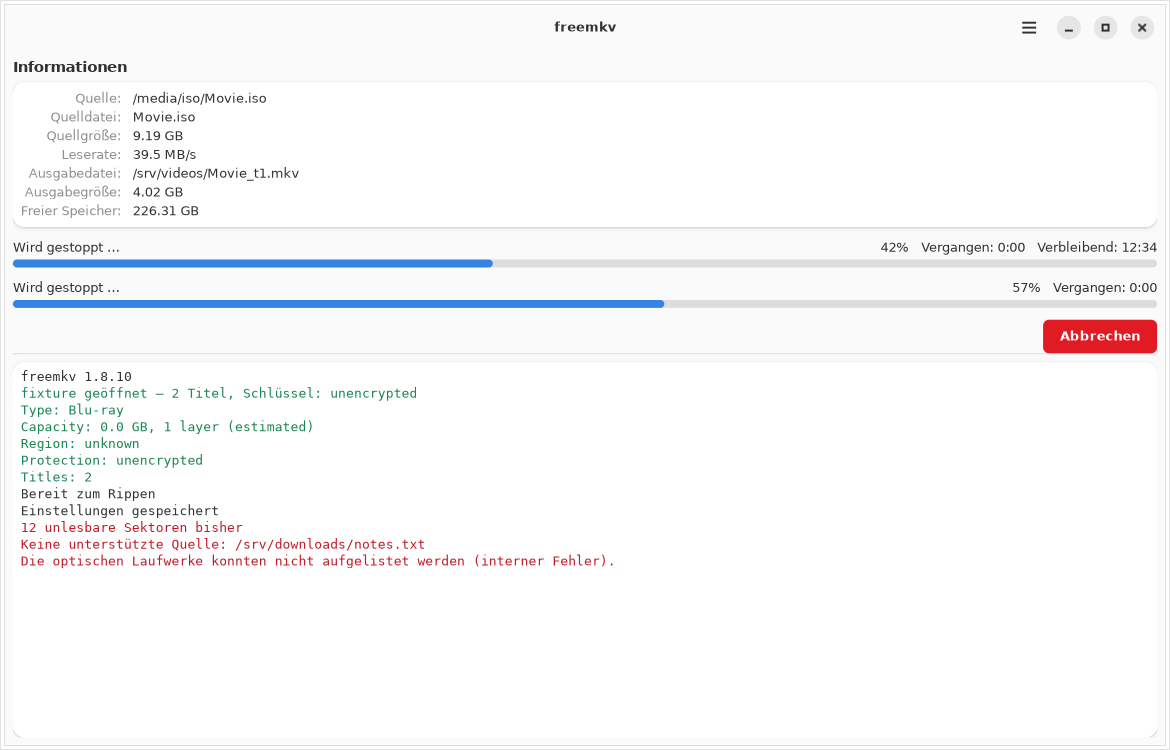 freemkv
Informationen
Quelle: /media/iso/Movie.iso
Quelldatei: Movie.iso
Quellgröße: 9.19 GB
Leserate: 39.5 MB/s
Ausgabedatei: /srv/videos/Movie_t1.mkv
Ausgabegröße: 4.02 GB
Freier Speicher: 226.31 GB
Wird gestoppt … 42% Vergangen: 0:00 Verbleibend: 12:34
Wird gestoppt … 57% Vergangen: 0:00
Abbrechen
freemkv 1.8.10
fixture geöffnet — 2 Titel, Schlüssel: unencrypted
Type: Blu-ray
Capacity: 0.0 GB, 1 layer (estimated)
Region: unknown
Protection: unencrypted
Titles: 2
Bereit zum Rippen
Einstellungen gespeichert
12 unlesbare Sektoren bisher
Keine unterstützte Quelle: /srv/downloads/notes.txt
Die optischen Laufwerke konnten nicht aufgelistet werden (interner Fehler).